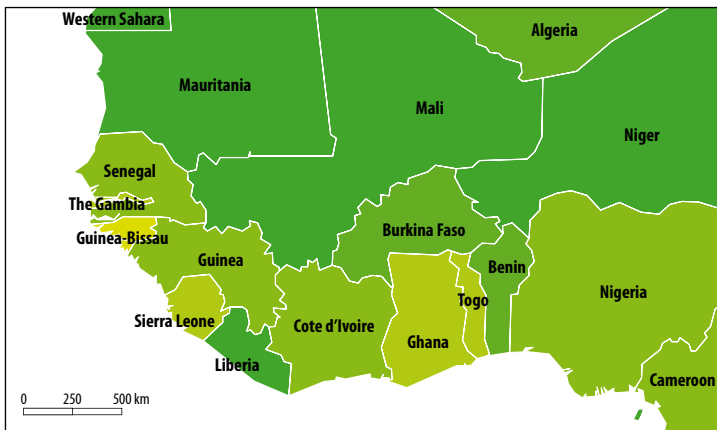 Western Sahara
Algeria
Mauritania
Mali
Niger
Senegal
The Gambia
Guinea-Bissau
Burkina Faso
Guinea
Benin
Nigeria
Togo
Sierra Leone
Cote d'Ivoire
Ghana
Liberia
Cameroon
0 250 500 km